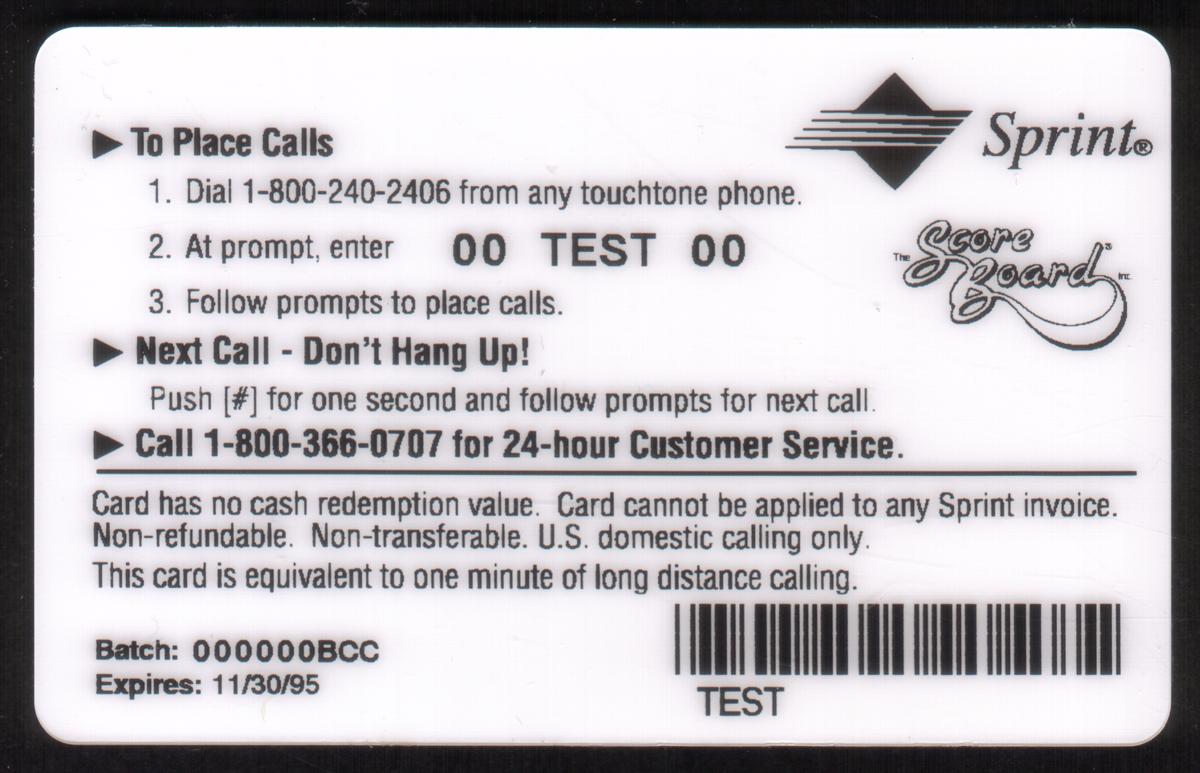 ▶ To Place Calls
Sprint®
1. Dial 1-800-240-2406 from any touchtone phone.
2. At prompt, enter 00 TEST 00
The Score Board, Inc.
3. Follow prompts to place calls.
▶ Next Call - Don't Hang Up!
Push [#] for one second and follow prompts for next call.
▶ Call 1-800-366-0707 for 24-hour Customer Service.
Card has no cash redemption value. Card cannot be applied to any Sprint invoice.
Non-refundable. Non-transferable. U.S. domestic calling only.
This card is equivalent to one minute of long distance calling.
Batch: 000000BCC
Expires: 11/30/95
TEST